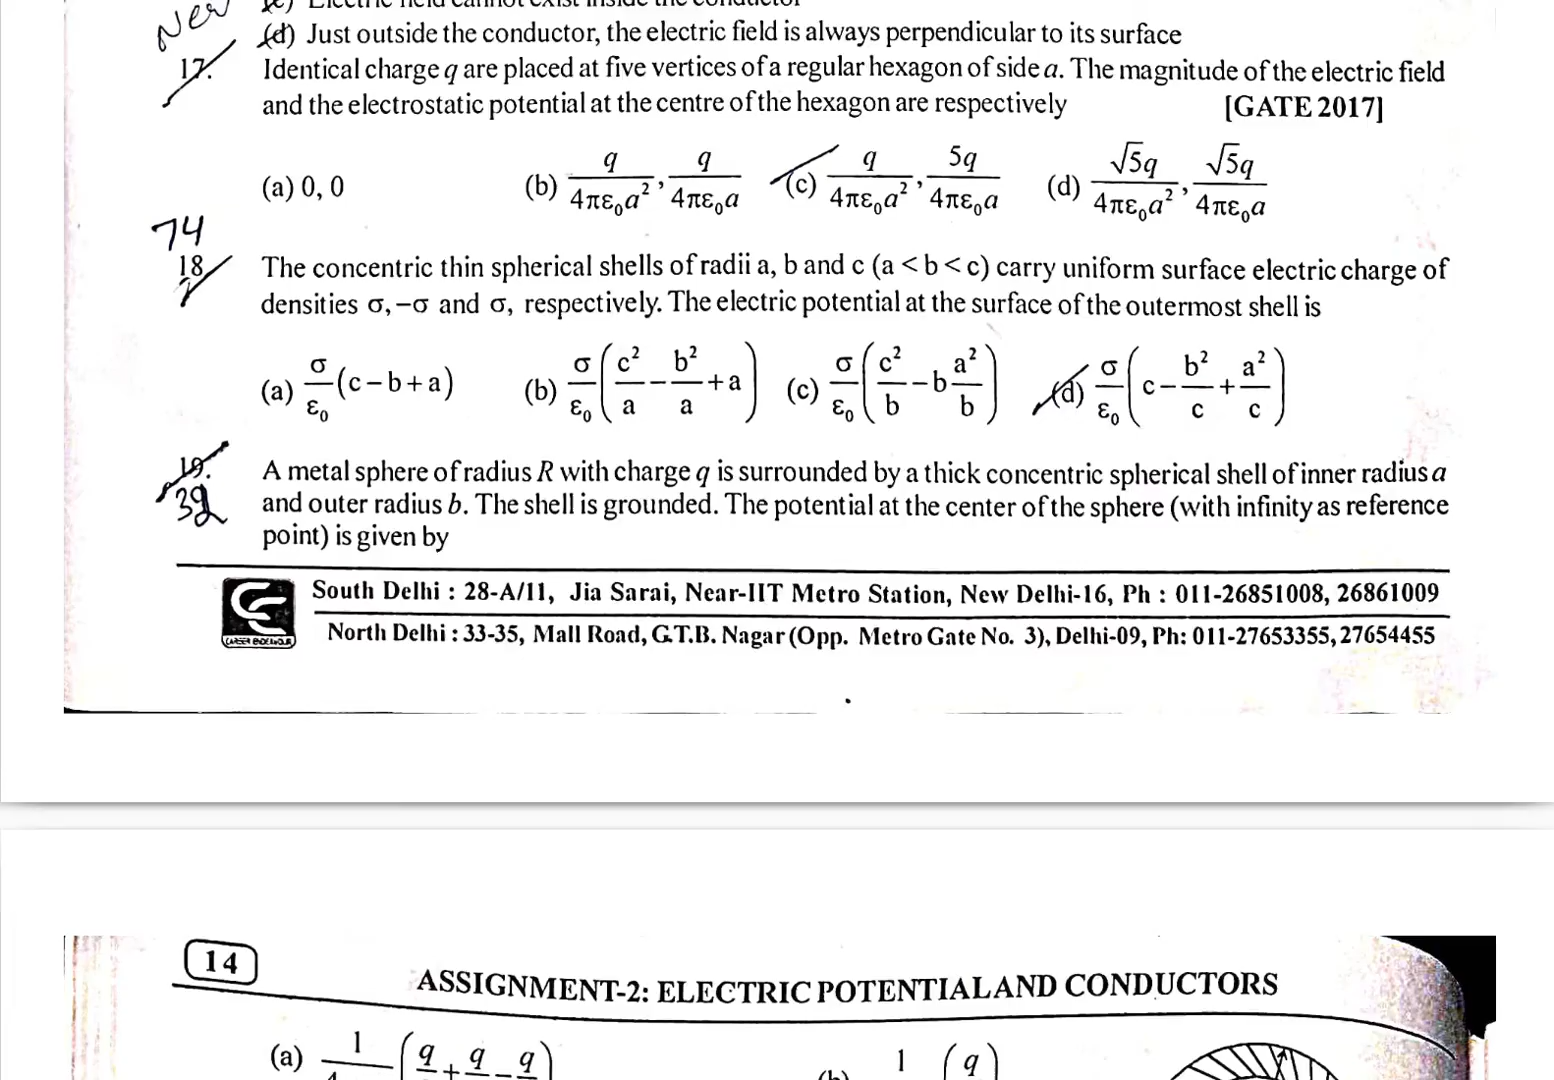 New
(d) Just outside the conductor, the electric field is always perpendicular to its surface
17. Identical charge q are placed at five vertices of a regular hexagon of side a. The magnitude of the electric field
and the electrostatic potential at the centre of the hexagon are respectively [GATE 2017]
(a) 0, 0 (b) q/4πε₀a², q/4πε₀a (c) q/4πε₀a², 5q/4πε₀a (d) √5q/4πε₀a², √5q/4πε₀a
74
18. The concentric thin spherical shells of radii a, b and c (a < b < c) carry uniform surface electric charge of
densities σ, −σ and σ, respectively. The electric potential at the surface of the outermost shell is
(a) σ/ε₀ (c − b + a) (b) σ/ε₀ (c²/a − b²/a + a) (c) σ/ε₀ (c²/b − b a²/b) (d) σ/ε₀ (c − b²/c + a²/c)
19. A metal sphere of radius R with charge q is surrounded by a thick concentric spherical shell of inner radius a
39 and outer radius b. The shell is grounded. The potential at the center of the sphere (with infinity as reference
point) is given by
CAREER ENDEAVOUR
South Delhi : 28-A/11, Jia Sarai, Near-IIT Metro Station, New Delhi-16, Ph : 011-26851008, 26861009
North Delhi : 33-35, Mall Road, G.T.B. Nagar (Opp. Metro Gate No. 3), Delhi-09, Ph: 011-27653355, 27654455
14
ASSIGNMENT-2: ELECTRIC POTENTIAL AND CONDUCTORS
(a) 1 ( q + q − q ) (b) 1 ( q )